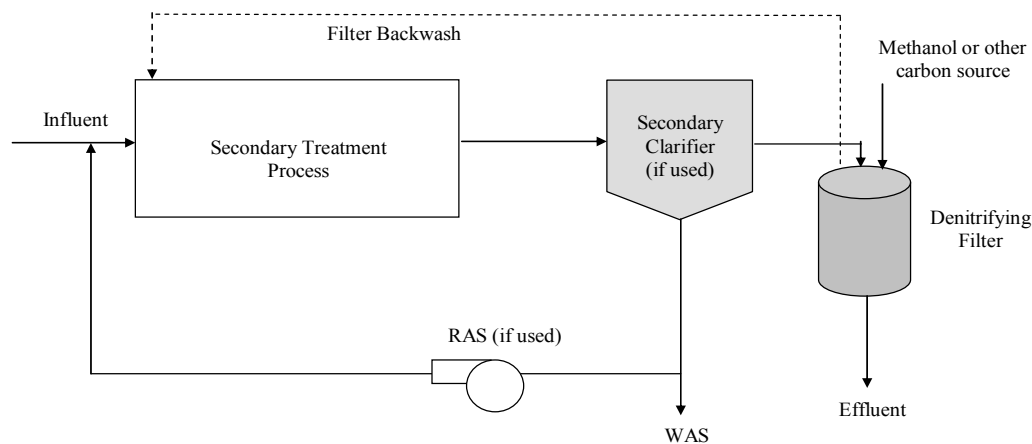 Filter Backwash
Methanol or other
carbon source
Influent
Secondary Treatment
Process
Secondary
Clarifier
(if used)
Denitrifying
Filter
RAS (if used)
Effluent
WAS